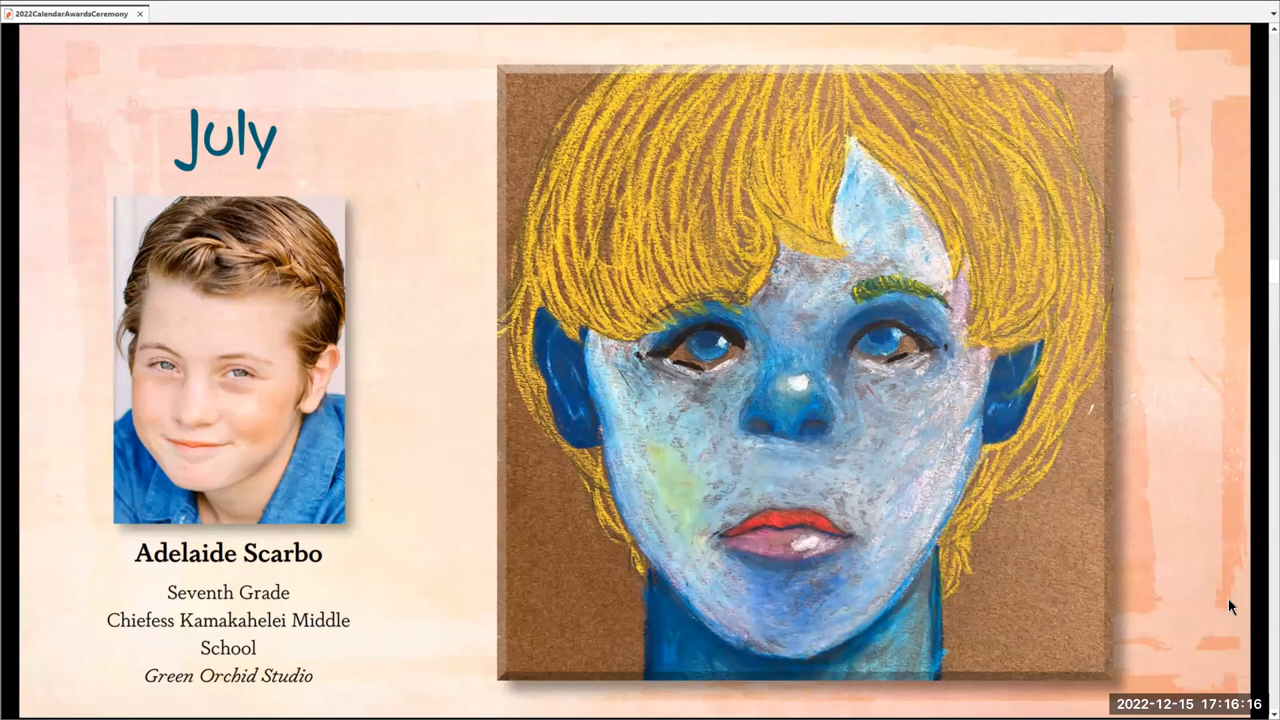 2022CalendarAwardsCeremony
July
Adelaide Scarbo
Seventh Grade
Chiefess Kamakahelei Middle
School
Green Orchid Studio
2022-12-15 17:16:16